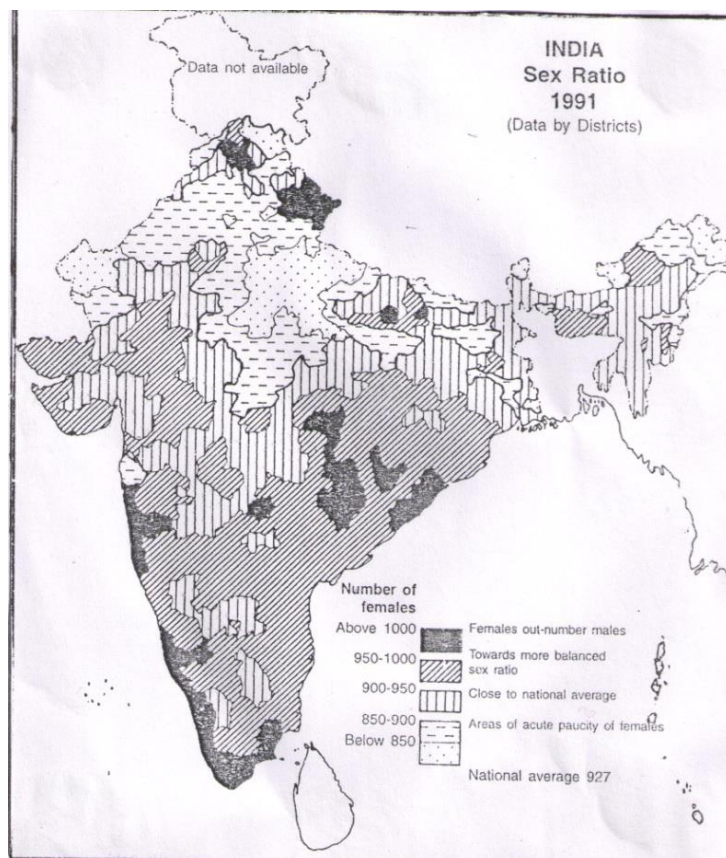 Data not available
INDIA
Sex Ratio
1991
(Data by Districts)
Number of
females
Above 1000
Females out-number males
950-1000
Towards more balanced
sex ratio
900-950
Close to national average
850-900
Areas of acute paucity of females
Below 850
National average 927